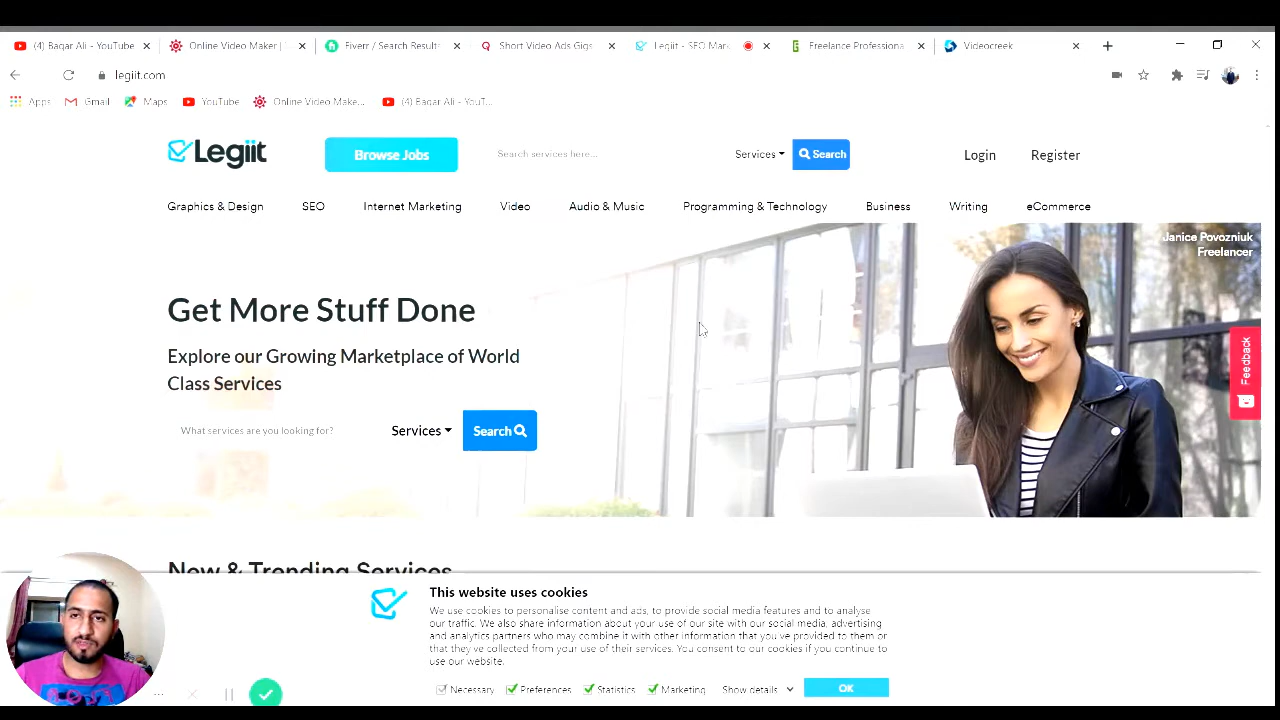 (4) Baqar Ali - YouTube
Online Video Maker |
Fiverr / Search Result
Short Video Ads Gigs
Legiit - SEO Mark
Freelance Professiona
Videocreek
legiit.com
Apps
Gmail
Maps
YouTube
Online Video Make...
(4) Baqar Ali - YouT...
Legiit
Browse Jobs
Search services here...
Services
Search
Login
Register
Graphics & Design
SEO
Internet Marketing
Video
Audio & Music
Programming & Technology
Business
Writing
eCommerce
Janice Povozniuk
Freelancer
Get More Stuff Done
Explore our Growing Marketplace of World
Class Services
What services are you looking for?
Services
Search
Feedback
New & Trending Services
This website uses cookies
We use cookies to personalise content and ads, to provide social media features and to analyse
our traffic. We also share information about your use of our site with our social media, advertising
and analytics partners who may combine it with other information that you've provided to them or
that they've collected from your use of their services. You consent to our cookies if you continue to
use our website.
Necessary
Preferences
Statistics
Marketing
Show de
OK